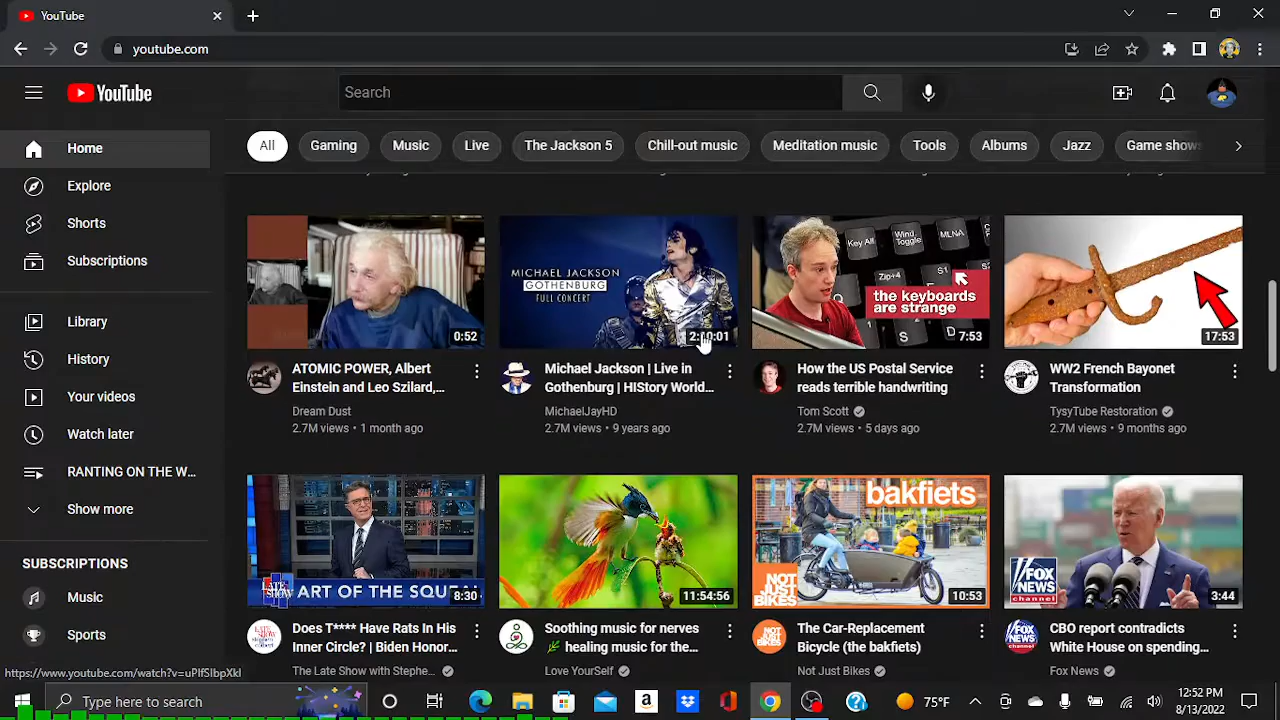 YouTube
youtube.com
YouTube
Search
Home
Explore
Shorts
Subscriptions
Library
History
Your videos
Watch later
RANTING ON THE W...
Show more
SUBSCRIPTIONS
Music
Sports
All
Gaming
Music
Live
The Jackson 5
Chill-out music
Meditation music
Tools
Albums
Jazz
Game shows
0:52
ATOMIC POWER, Albert
Einstein and Leo Szilard,...
Dream Dust
2.7M views • 1 month ago
MICHAEL JACKSON
GOTHENBURG
FULL CONCERT
Michael Jackson | Live in
Gothenburg | HIStory World...
MichaelJayHD
2.7M views • 9 years ago
Key All
Wind Toggle
MLNA
Zip+4
S1
the keyboards
are strange
7:53
How the US Postal Service
reads terrible handwriting
Tom Scott
2.7M views • 5 days ago
17:53
WW2 French Bayonet
Transformation
TysyTube Restoration
2.7M views • 9 months ago
LATE SHOW
ART OF THE SQU
8:30
Does T**** Have Rats In His
Inner Circle? | Biden Honor...
The Late Show with Stephe...
11:54:56
Soothing music for nerves
healing music for the...
Love YourSelf
bakfiets
NOT
JUST
BIKES
10:53
The Car-Replacement
Bicycle (the bakfiets)
Not Just Bikes
FOX
NEWS
channel
3:44
CBO report contradicts
White House on spending...
Fox News
https://www.youtube.com/watch?v=uPIfSIbpXkI
Type here to search
75°F
12:52 PM
8/13/2022